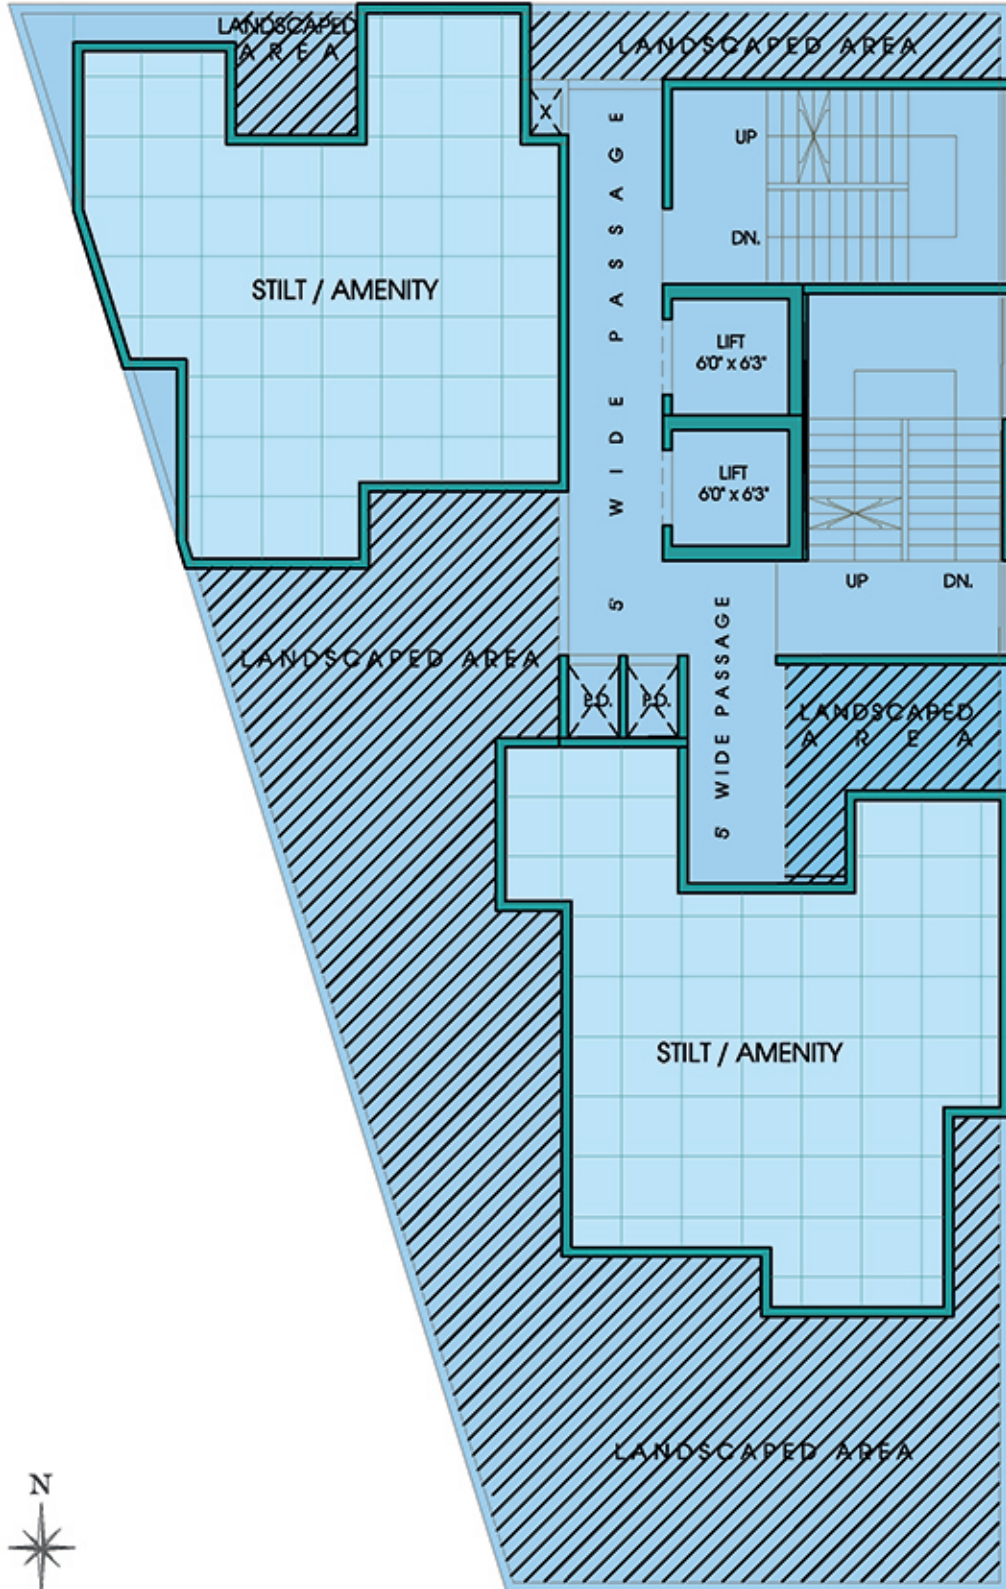 LANDSCAPED
AREA
LANDSCAPED AREA
X
UP
DN.
5' WIDE PASSAGE
STILT / AMENITY
LIFT
6'0" x 6'3"
LIFT
6'0" x 6'3"
UP
DN.
LANDSCAPED AREA
P.D.
P.D.
5' WIDE PASSAGE
LANDSCAPED
AREA
STILT / AMENITY
LANDSCAPED AREA
N